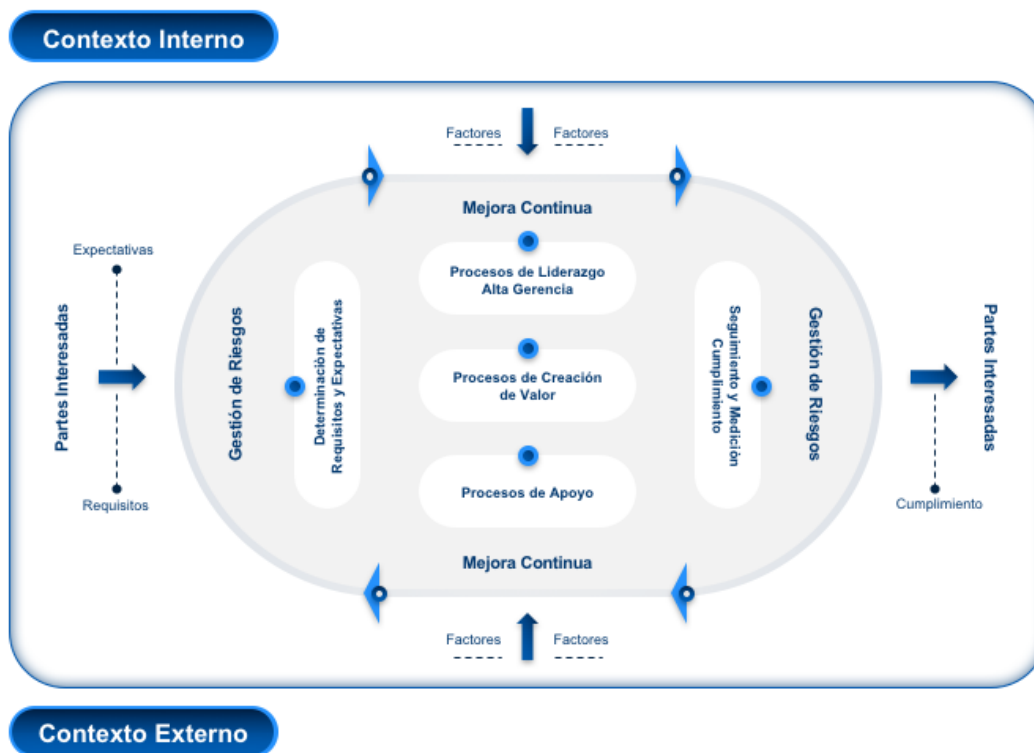 Contexto Interno
Factores
Factores
Mejora Continua
Expectativas
Procesos de Liderazgo
Alta Gerencia
Partes Interesadas
Gestión de Riesgos
Determinación de
Requisitos y Expectativas
Procesos de Creación
de Valor
Seguimiento y Medición
Cumplimiento
Gestión de Riesgos
Partes Interesadas
Procesos de Apoyo
Requisitos
Cumplimiento
Mejora Continua
Factores
Factores
Contexto Externo